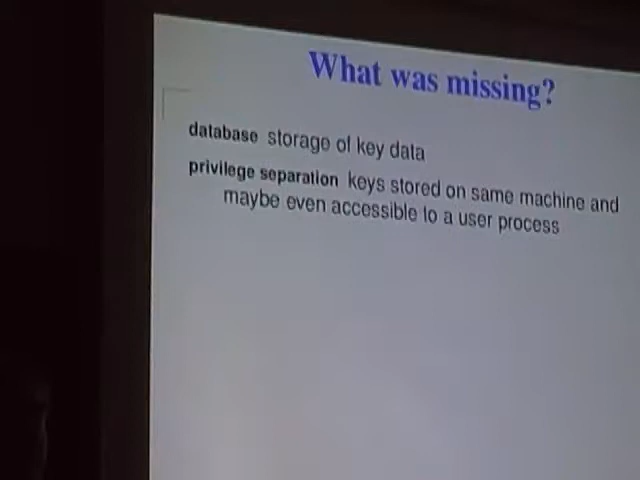 What was missing?
database storage of key data
privilege separation keys stored on same machine and
maybe even accessible to a user process